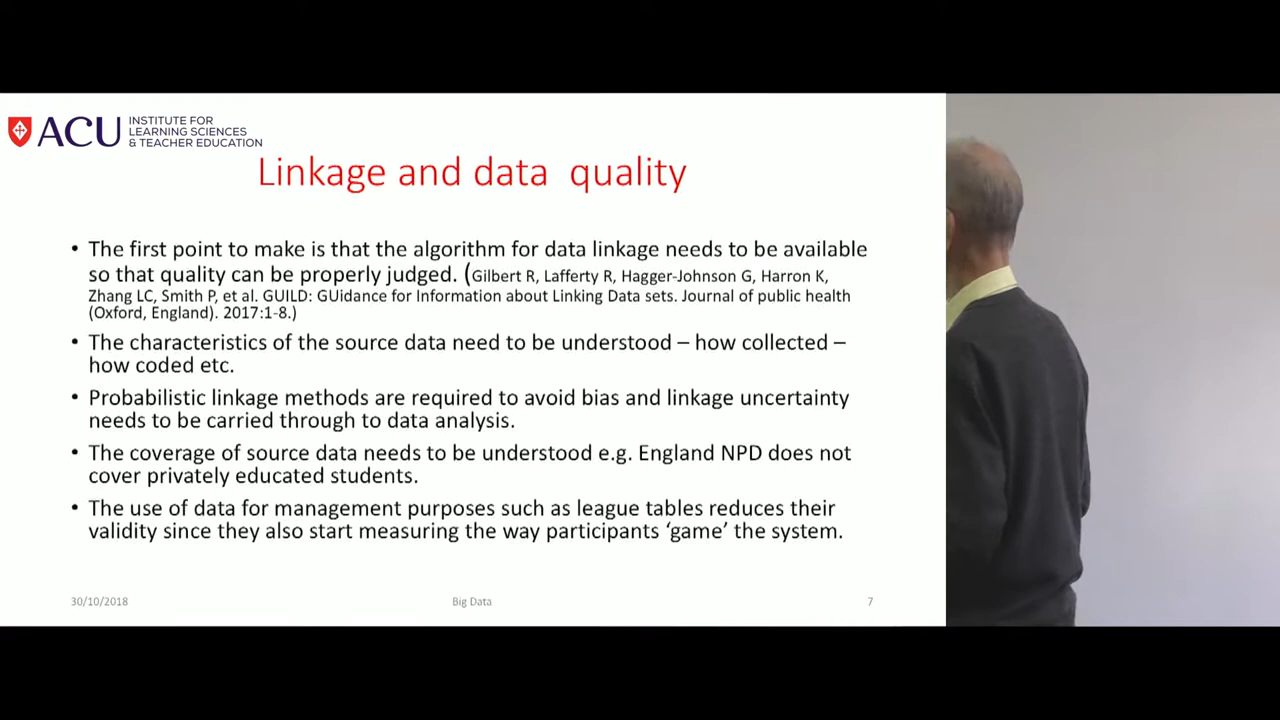 ACU
INSTITUTE FOR
LEARNING SCIENCES
& TEACHER EDUCATION
Linkage and data quality
• The first point to make is that the algorithm for data linkage needs to be available
so that quality can be properly judged. (Gilbert R, Lafferty R, Hagger-Johnson G, Harron K,
Zhang LC, Smith P, et al. GUILD: GUidance for Information about Linking Data sets. Journal of public health
(Oxford, England). 2017:1-8.)
• The characteristics of the source data need to be understood – how collected –
how coded etc.
• Probabilistic linkage methods are required to avoid bias and linkage uncertainty
needs to be carried through to data analysis.
• The coverage of source data needs to be understood e.g. England NPD does not
cover privately educated students.
• The use of data for management purposes such as league tables reduces their
validity since they also start measuring the way participants ‘game’ the system.
30/10/2018
Big Data
7